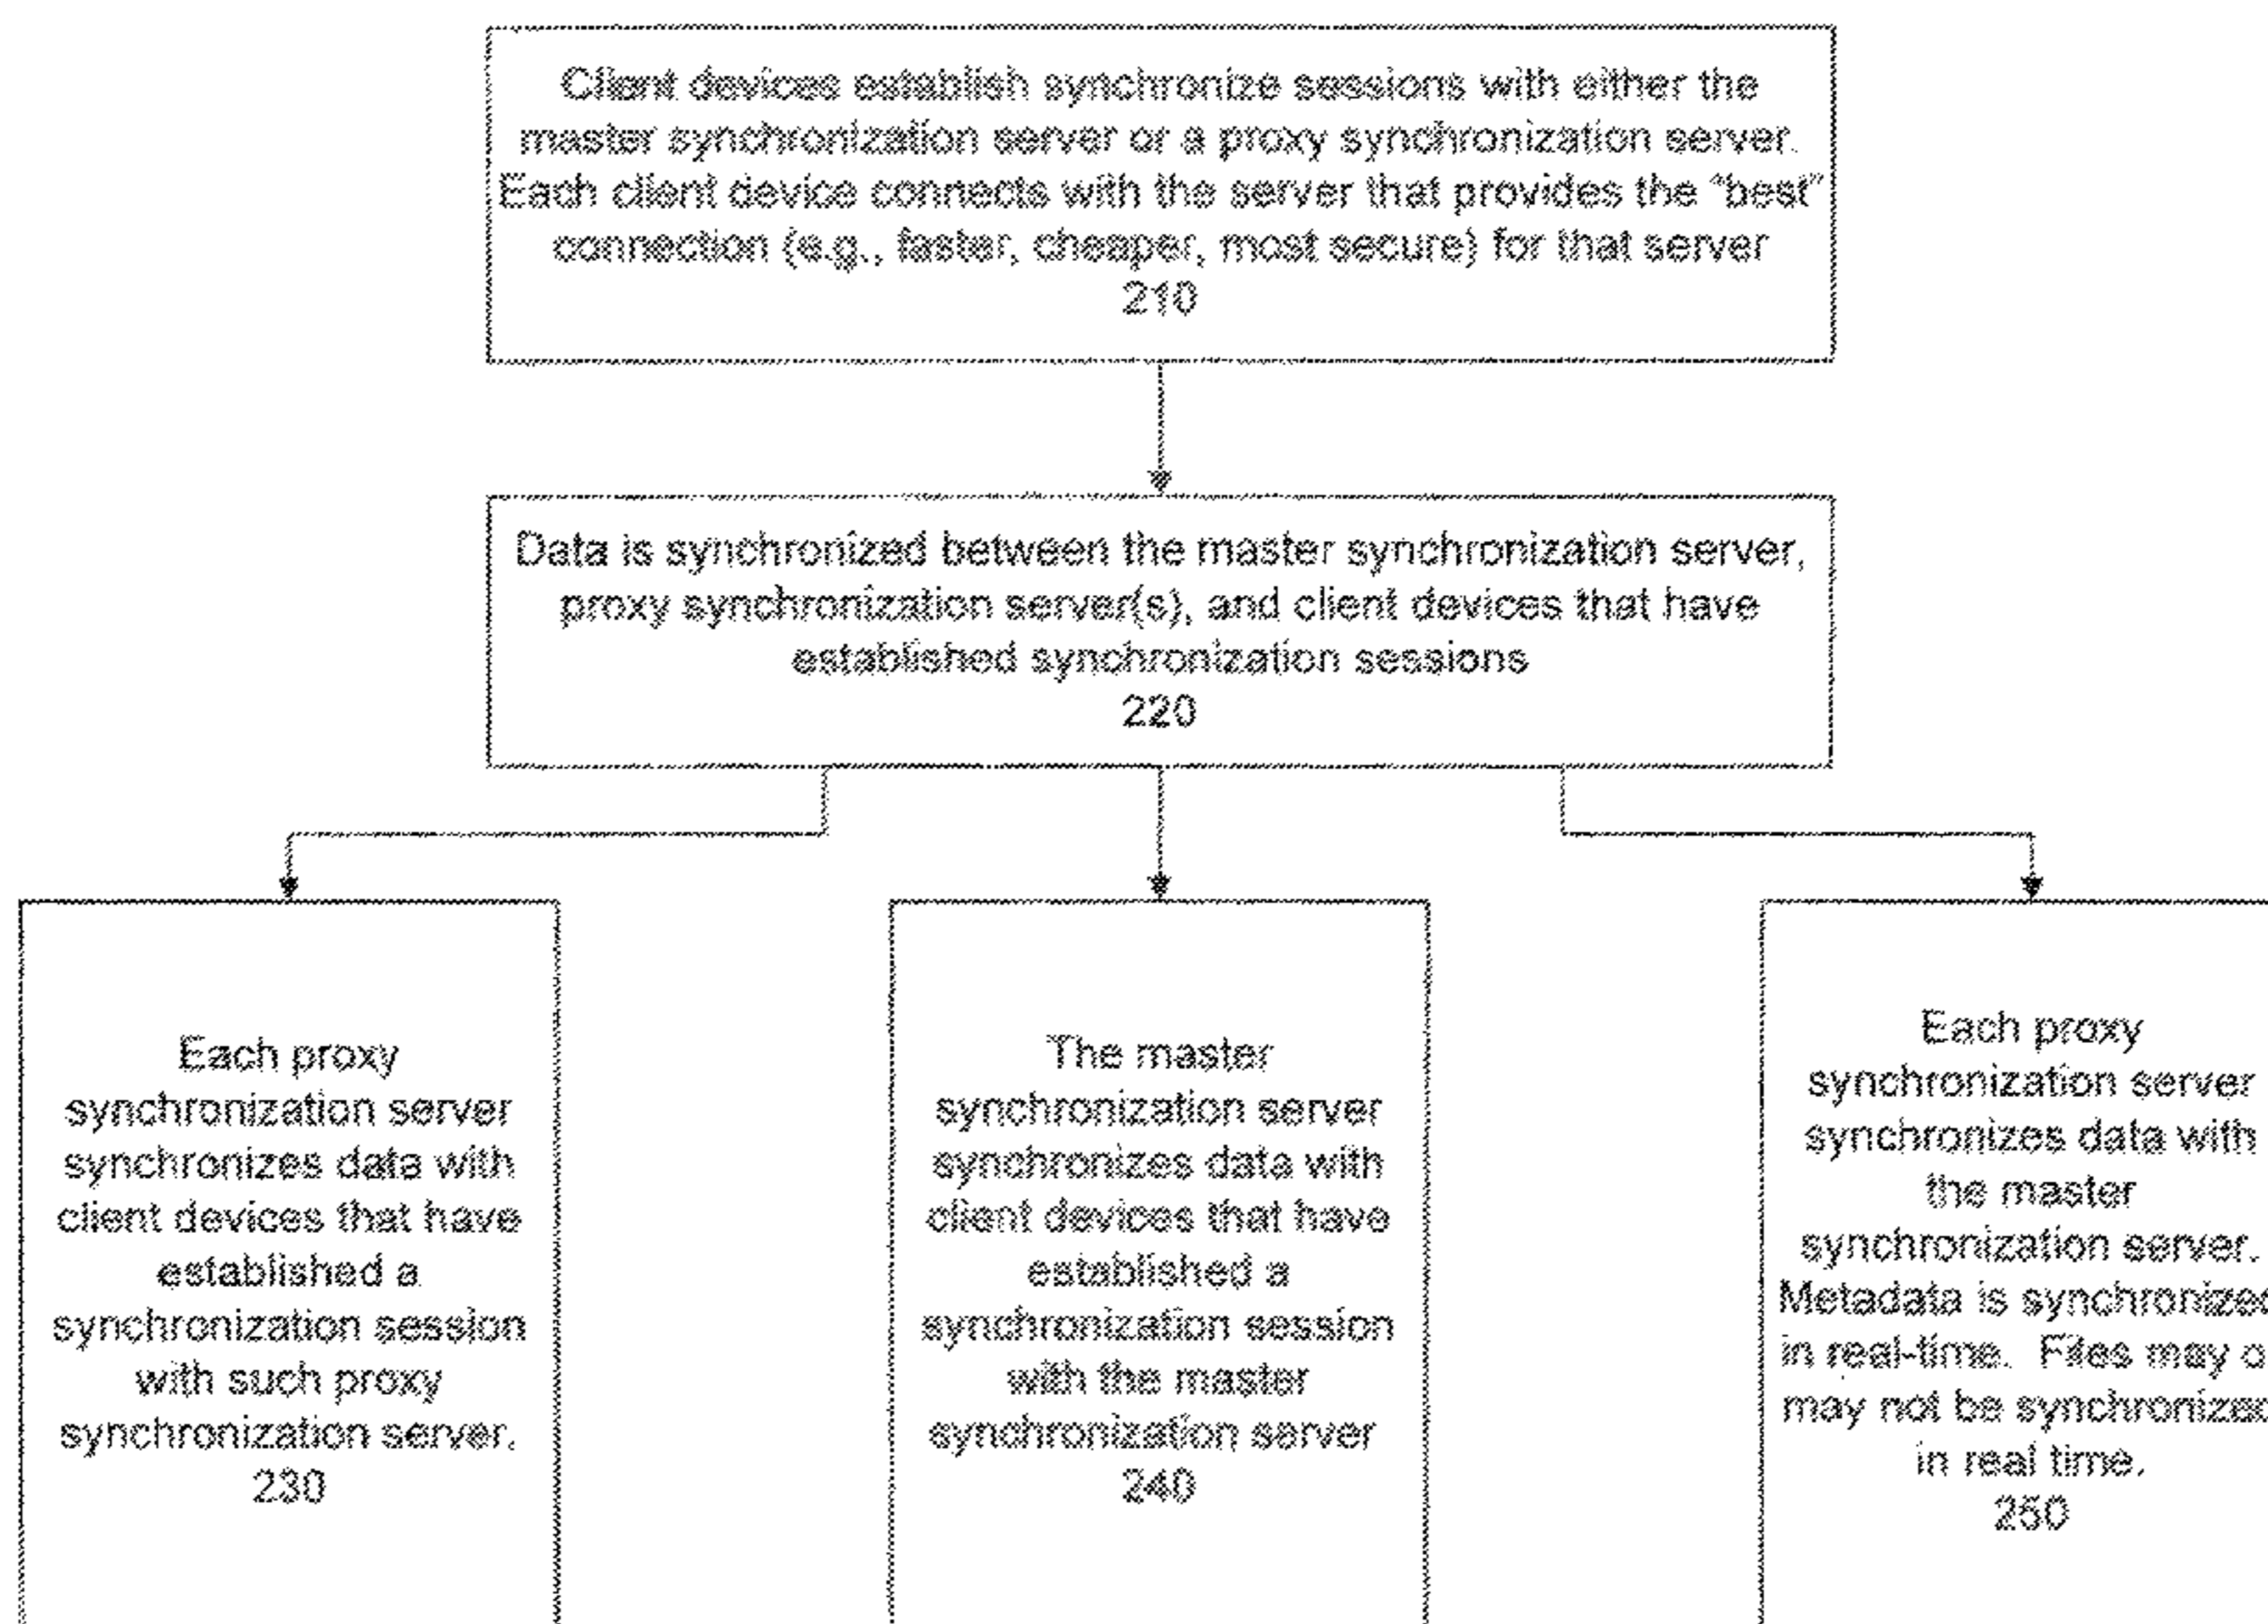 Client devices establish synchronize sessions with either the
master synchronization server or a proxy synchronization server.
Each client device connects with the server that provides the “best”
connection (e.g., faster, cheaper, most secure) for that server
210
Data is synchronized between the master synchronization server,
proxy synchronization server(s), and client devices that have
established synchronization sessions
220
Each proxy
synchronization server
synchronizes data with
client devices that have
established a
synchronization session
with such proxy
synchronization server.
230
The master
synchronization server
synchronizes data with
client devices that have
established a
synchronization session
with the master
synchronization server
240
Each proxy
synchronization server
synchronizes data with
the master
synchronization server.
Metadata is synchronized
in real-time. Files may o
may not be synchronized
in real time.
250